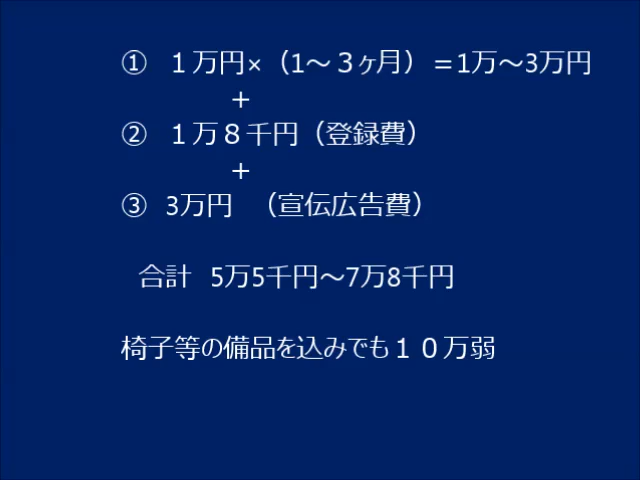 ① １万円×（1～３ヶ月）＝1万～3万円
＋
② １万８千円（登録費）
＋
③ 3万円 （宣伝広告費）
合計 5万5千円～7万8千円
椅子等の備品を込みでも１０万弱